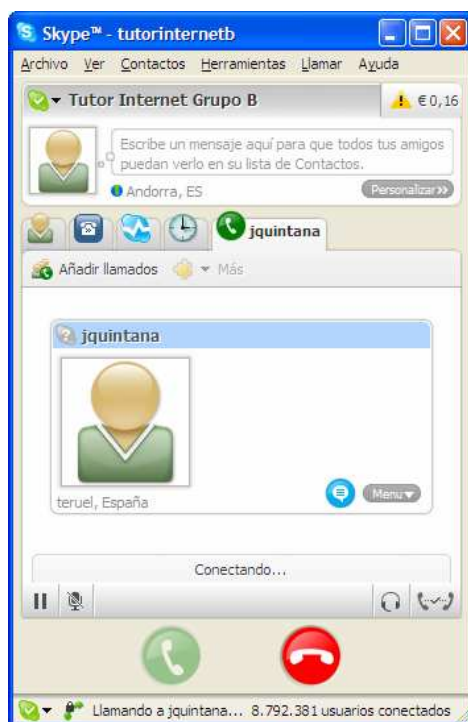 Skype™ - tutorinternetb
Archivo Ver Contactos Herramientas Llamar Ayuda
Tutor Internet Grupo B
€ 0,16
Escribe un mensaje aquí para que todos tus amigos
puedan verlo en su lista de Contactos.
Andorra, ES
Personalizar
jquintana
Añadir llamados
Más
jquintana
teruel, España
Menu
Conectando...
Llamando a jquintana... 8.792.381 usuarios conectados